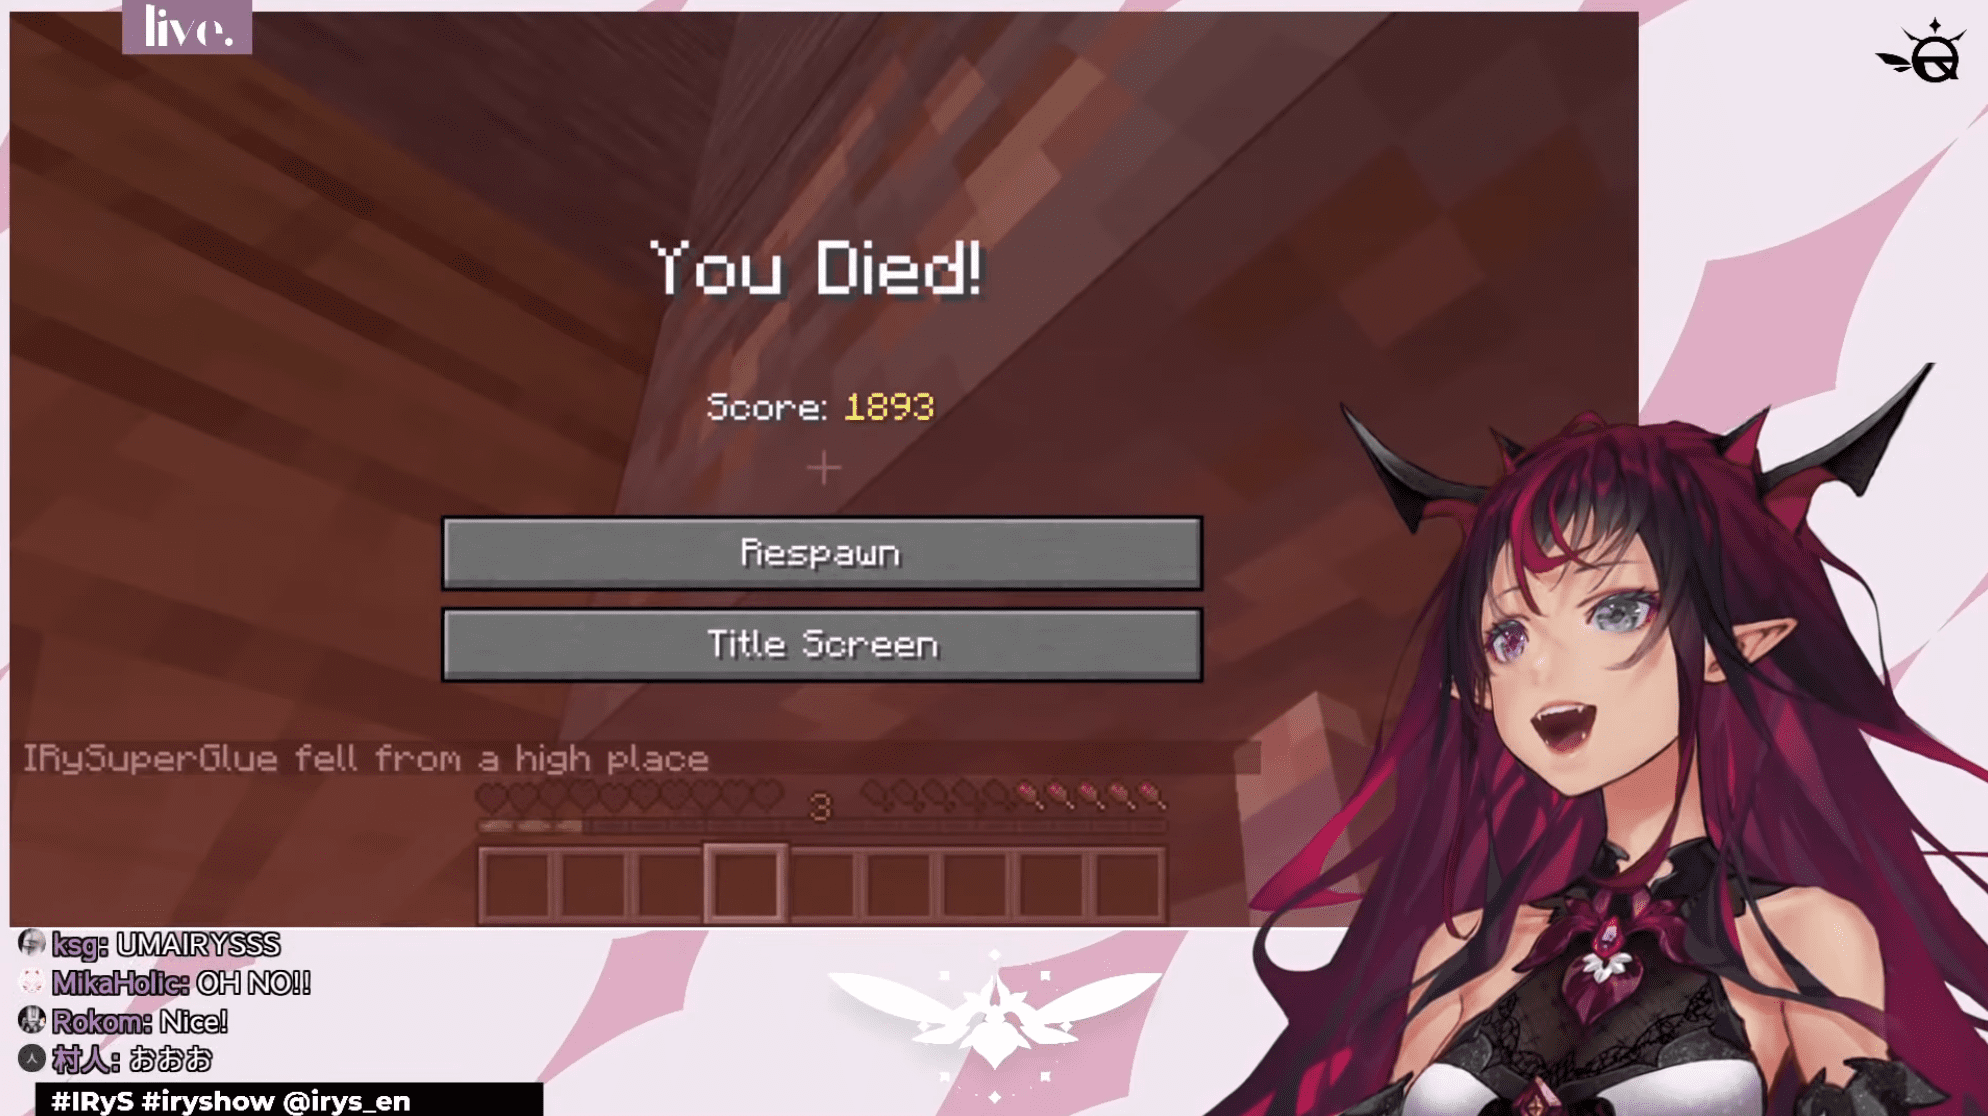 live.
You Died!
Score: 1893
Respawn
Title Screen
IRySuperGlue fell from a high place
3
ksg: UMAIRYSSS
MikaHolic: OH NO!!
Rokom: Nice!
村人: おおお
#IRyS #iryshow @irys_en